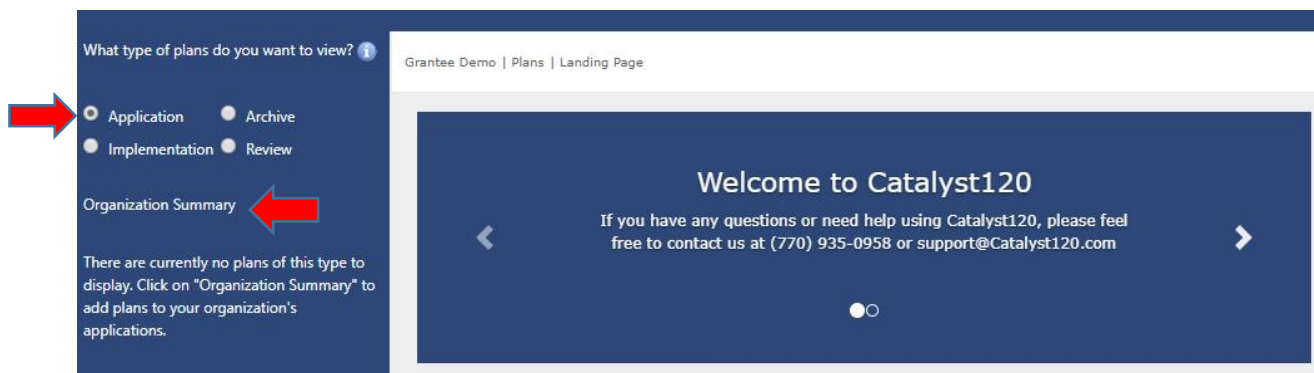 What type of plans do you want to view?
Application Archive
Implementation Review
Organization Summary
There are currently no plans of this type to
display. Click on "Organization Summary" to
add plans to your organization's
applications.
Grantee Demo | Plans | Landing Page
Welcome to Catalyst120
If you have any questions or need help using Catalyst120, please feel
free to contact us at (770) 935-0958 or support@Catalyst120.com